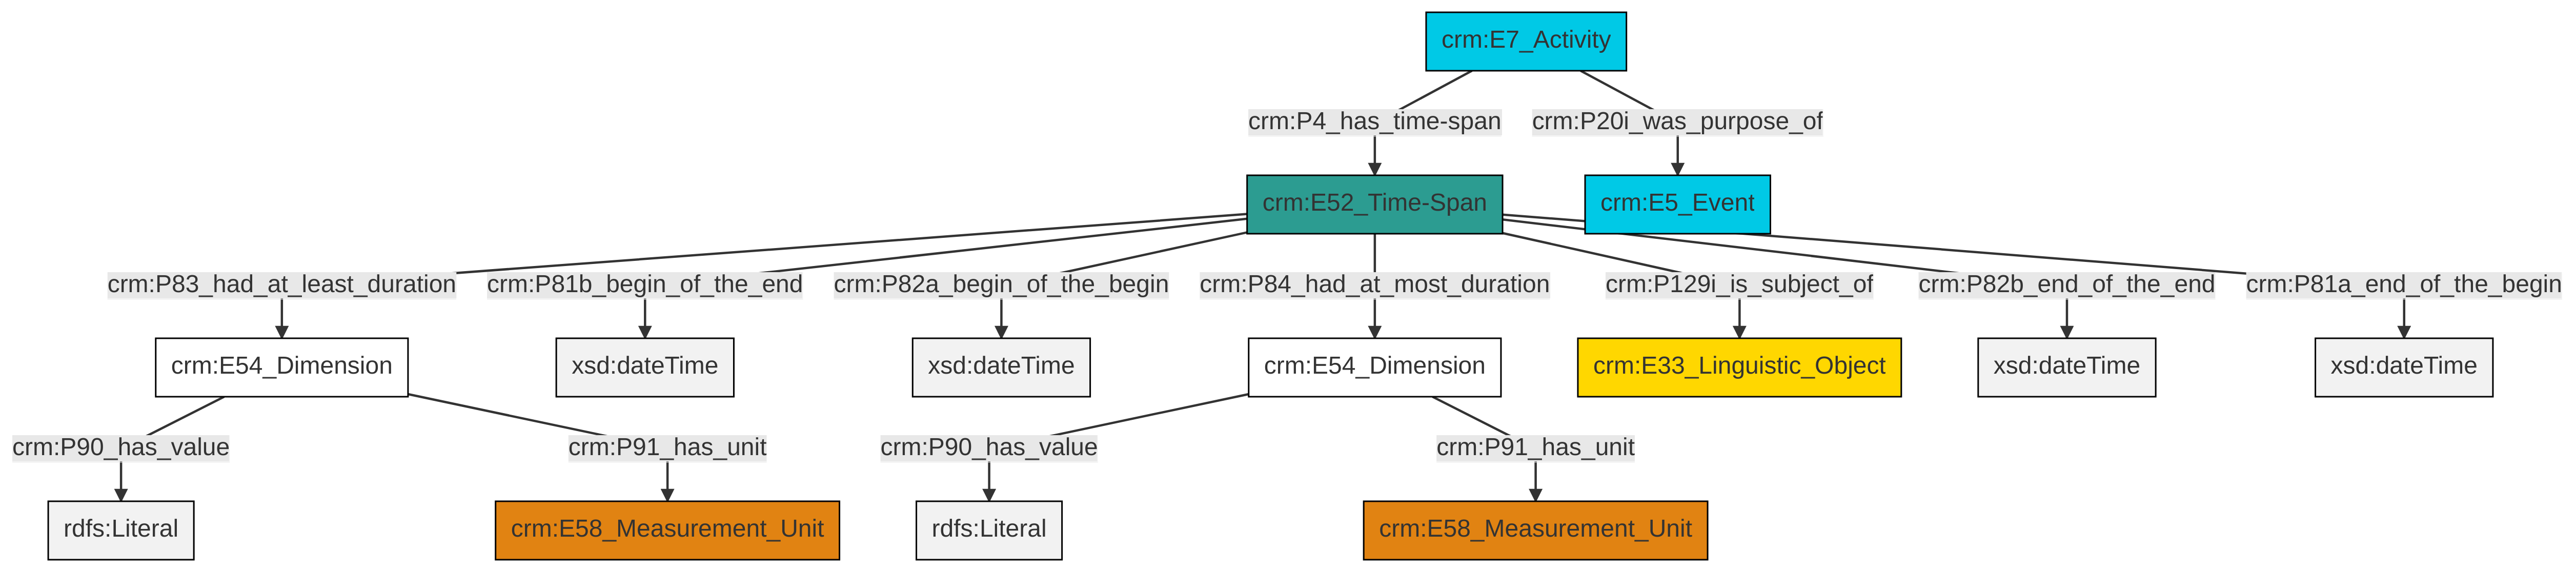 crm:E7_Activity
crm:P4_has_time-span
crm:P20i_was_purpose_of
crm:E52_Time-Span
crm:E5_Event
crm:P83_had_at_least_duration
crm:P81b_begin_of_the_end
crm:P82a_begin_of_the_begin
crm:P84_had_at_most_duration
crm:P129i_is_subject_of
crm:P82b_end_of_the_end
crm:P81a_end_of_the_begin
crm:E54_Dimension
xsd:dateTime
xsd:dateTime
crm:E54_Dimension
crm:E33_Linguistic_Object
xsd:dateTime
xsd:dateTime
crm:P90_has_value
crm:P91_has_unit
crm:P90_has_value
crm:P91_has_unit
rdfs:Literal
crm:E58_Measurement_Unit
rdfs:Literal
crm:E58_Measurement_Unit